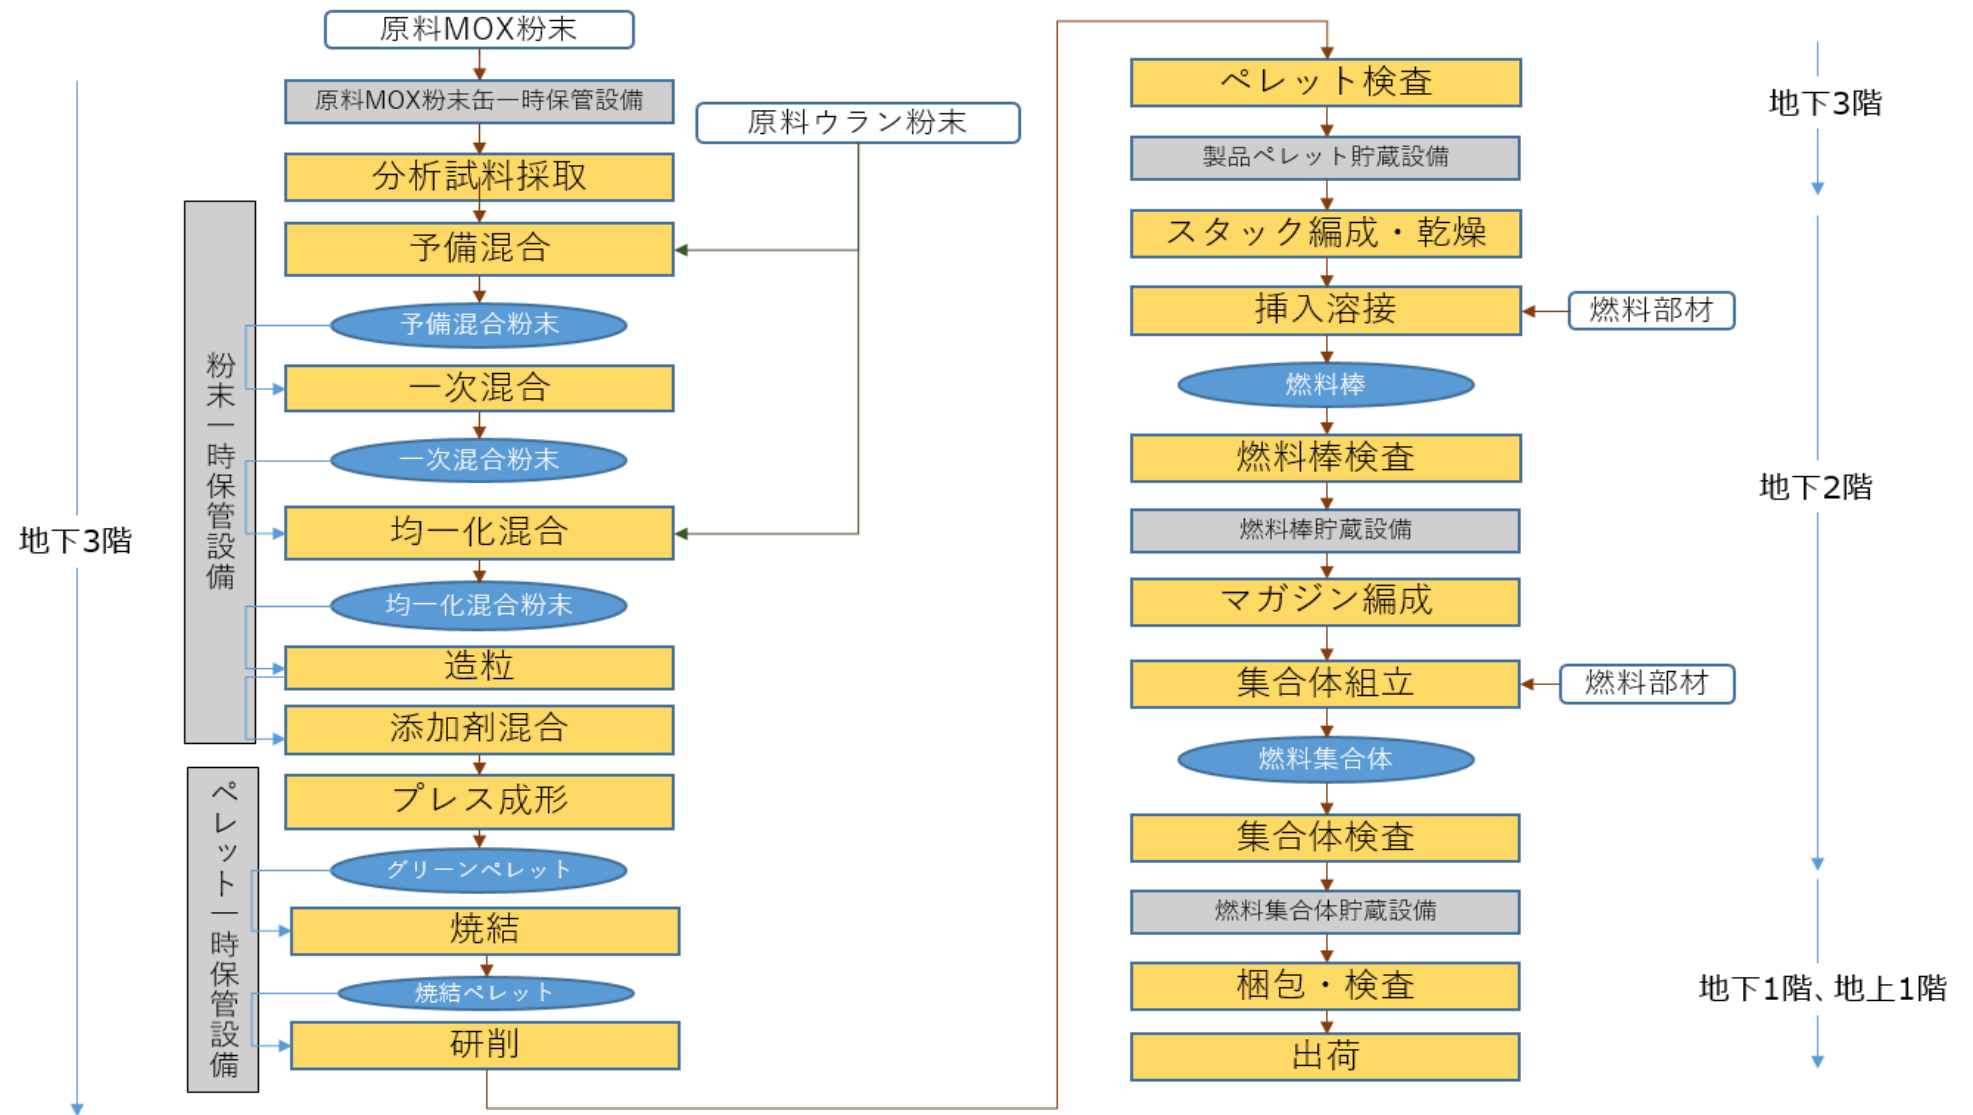 原料MOX粉末
原料MOX粉末缶一時保管設備
原料ウラン粉末
分析試料採取
予備混合
予備混合粉末
一次混合
一次混合粉末
均一化混合
均一化混合粉末
造粒
添加剤混合
プレス成形
グリーンペレット
焼結
焼結ペレット
研削
粉末一時保管設備
ペレット一時保管設備
地下3階
ペレット検査
製品ペレット貯蔵設備
スタック編成・乾燥
挿入溶接
燃料部材
燃料棒
燃料棒検査
燃料棒貯蔵設備
マガジン編成
集合体組立
燃料部材
燃料集合体
集合体検査
燃料集合体貯蔵設備
梱包・検査
出荷
地下3階
地下2階
地下1階、地上1階